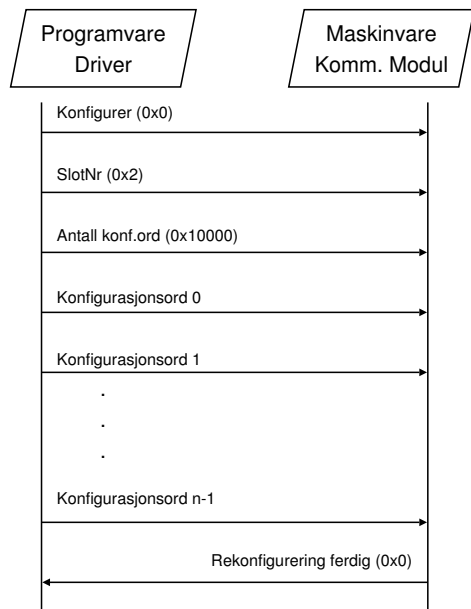 Programvare
Driver
Maskinvare
Komm. Modul
Konfigurer (0x0)
SlotNr (0x2)
Antall konf.ord (0x10000)
Konfigurasjonsord 0
Konfigurasjonsord 1
.
.
.
Konfigurasjonsord n-1
Rekonfigurering ferdig (0x0)